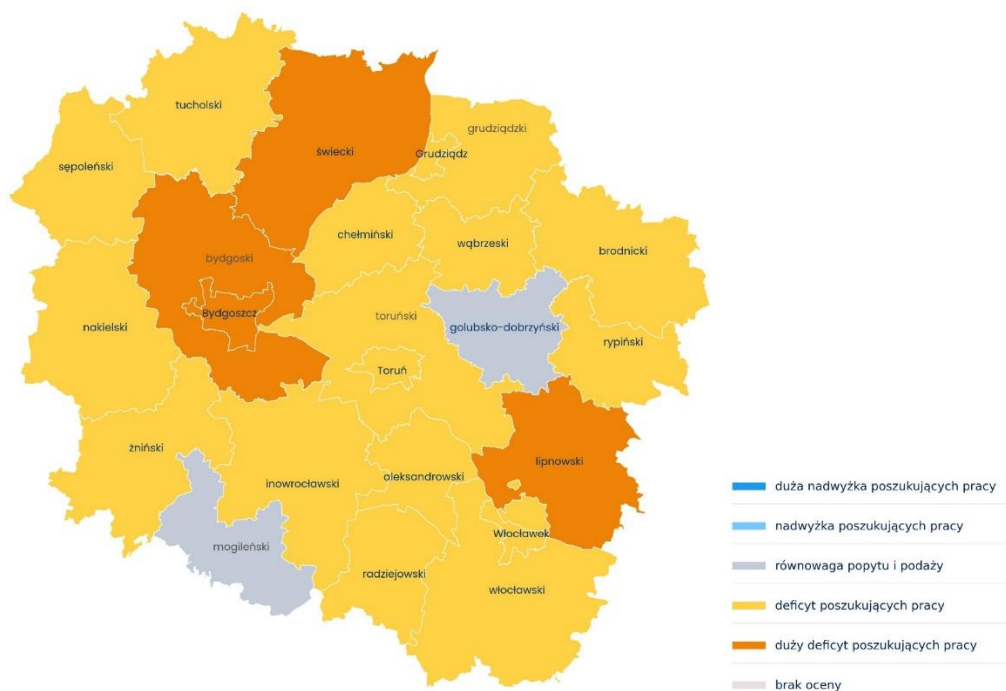 tucholski
świecki
grudziądzki
Grudziądz
sępoleński
chełmiński
wąbrzeski
brodnicki
bydgoski
Bydgoszcz
toruński
golubsko-dobrzyński
nakielski
rypiński
Toruń
żniński
inowrocławski
aleksandrowski
lipnowski
mogileński
Włocławek
radziejowski
włocławski
duża nadwyżka poszukujących pracy
nadwyżka poszukujących pracy
równowaga popytu i podaży
deficyt poszukujących pracy
duży deficyt poszukujących pracy
brak oceny